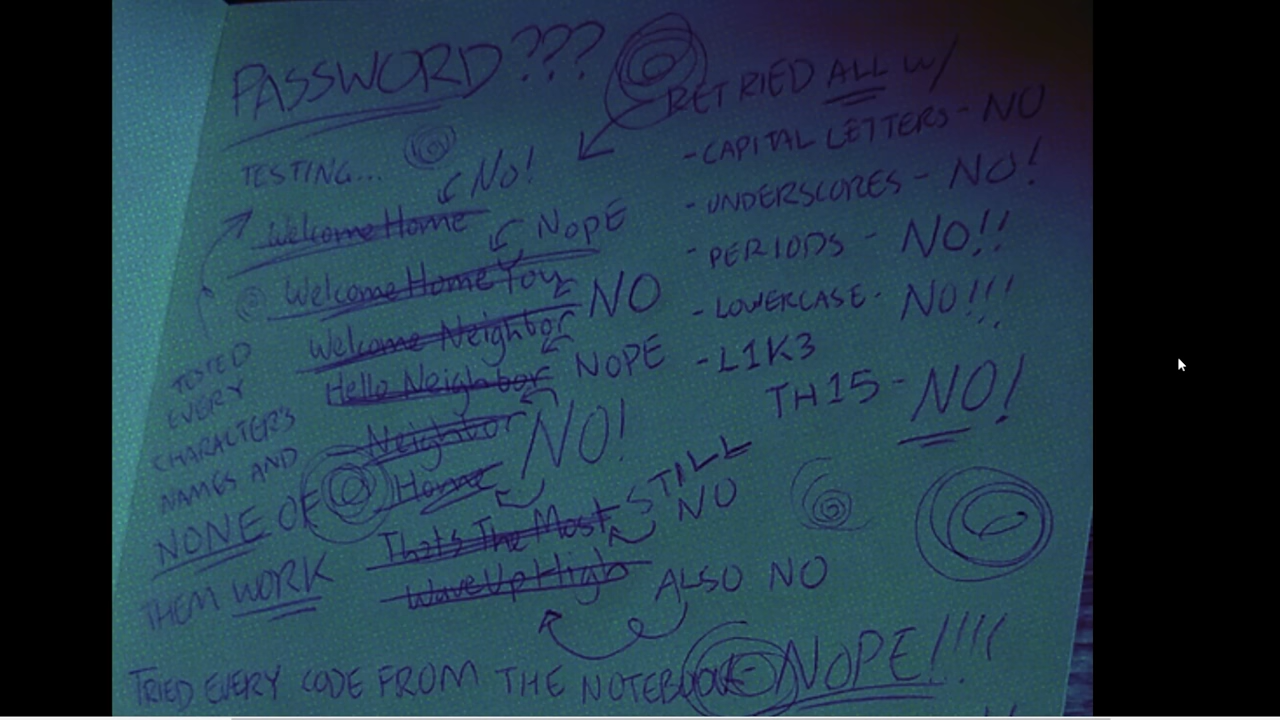 PASSWORD???
TESTING...
No!
Welcome Home
NOPE
Welcome Home You
NO
Welcome Neighbor
NOPE
Hello Neighbor
NO!
Neighbor
Home
STILL
NO
That's The Most
Wave Up High
ALSO NO
TESTED
EVERY
CHARACTER'S
NAMES AND
NONE OF
THEM WORK
RETRIED ALL W/
-CAPITAL LETTERS- NO
- UNDERSCORES - NO!
- PERIODS - NO!!
- LOWERCASE- NO!!!
-L1K3
TH15- NO!
TRIED EVERY CODE FROM THE NOTEBOOK- NOPE!!!!